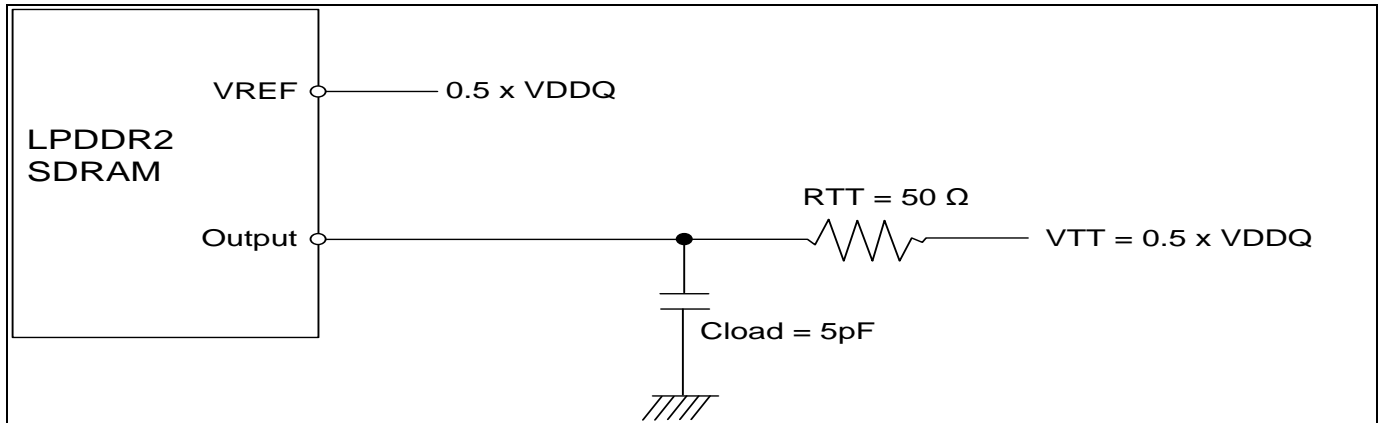 VREF
0.5 x VDDQ
LPDDR2
SDRAM
RTT = 50 Ω
Output
VTT = 0.5 x VDDQ
Cload = 5pF